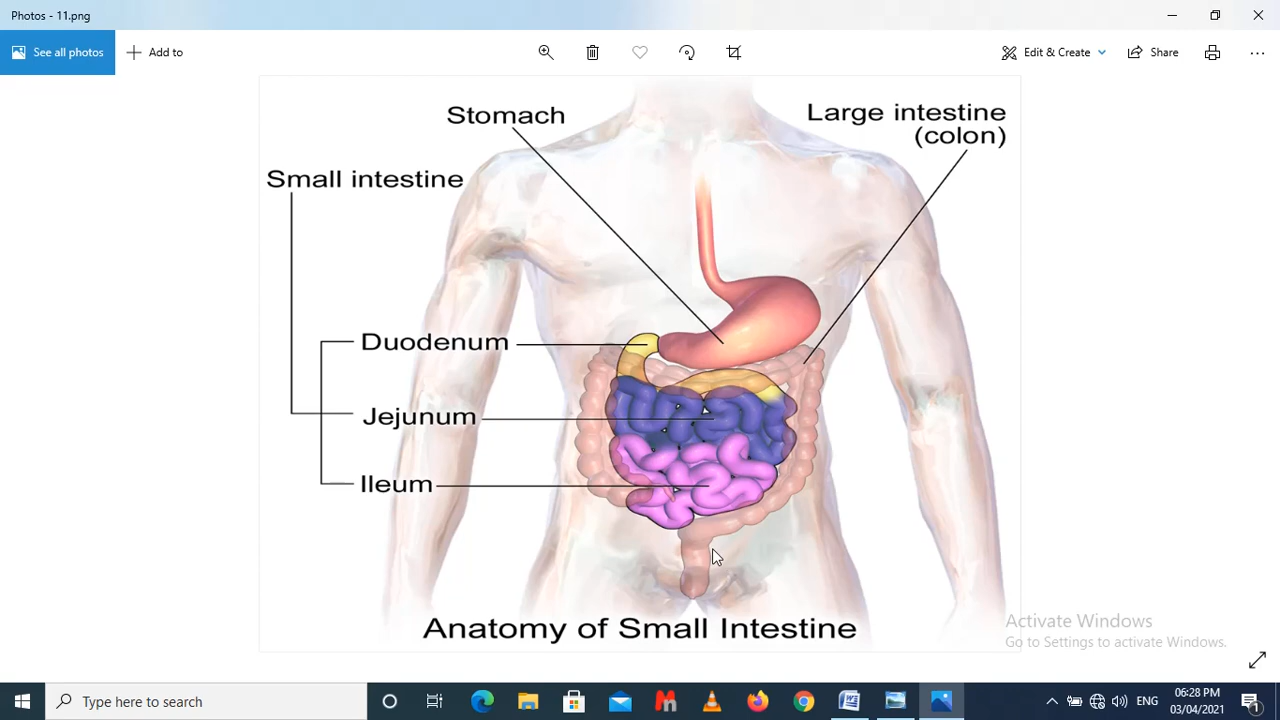 Photos - 11.png
See all photos
Add to
Edit & Create
Share
Stomach
Large intestine
(colon)
Small intestine
Duodenum
Jejunum
Ileum
Anatomy of Small Intestine
Activate Windows
Go to Settings to activate Windows.
Type here to search
ENG
06:28 PM
03/04/2021
1